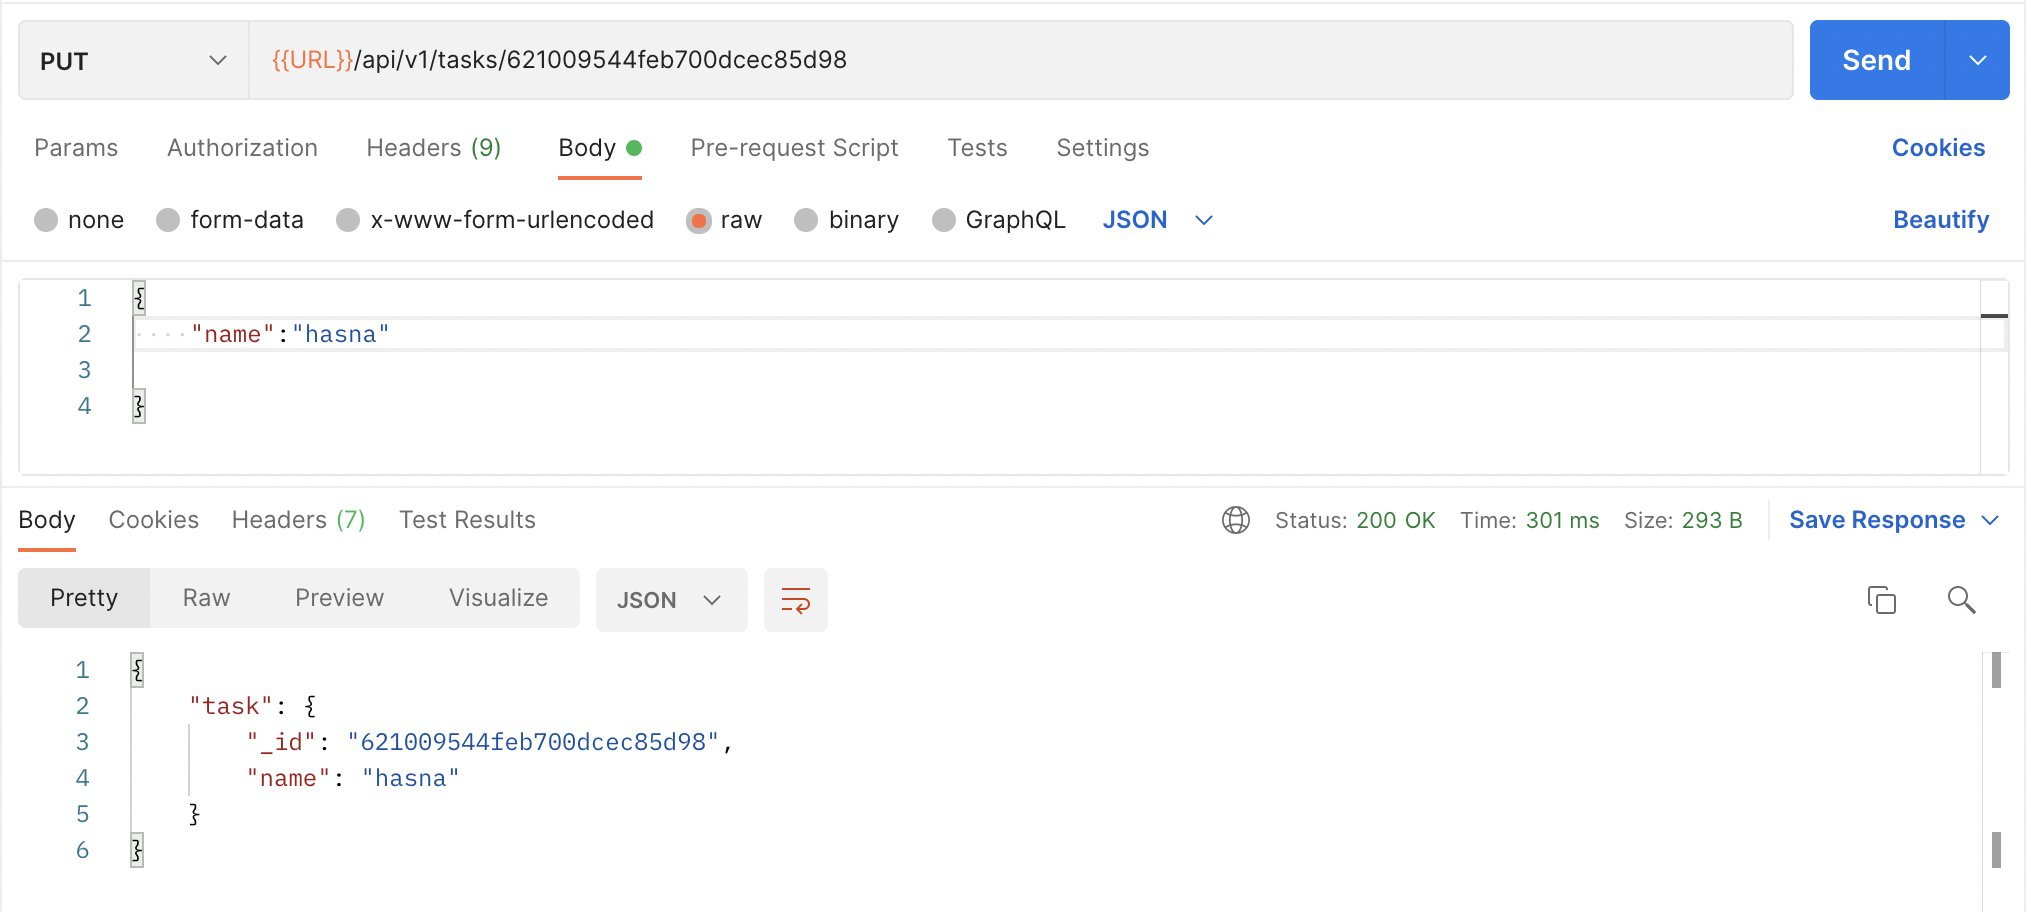 PUT {{URL}}/api/v1/tasks/621009544feb700dcec85d98 Send
Params Authorization Headers (9) Body Pre-request Script Tests Settings Cookies
none form-data x-www-form-urlencoded raw binary GraphQL JSON Beautify
1 {
2 "name":"hasna"
3
4 }
Body Cookies Headers (7) Test Results Status: 200 OK Time: 301 ms Size: 293 B Save Response
Pretty Raw Preview Visualize JSON
1 {
2 "task": {
3 "_id": "621009544feb700dcec85d98",
4 "name": "hasna"
5 }
6 }